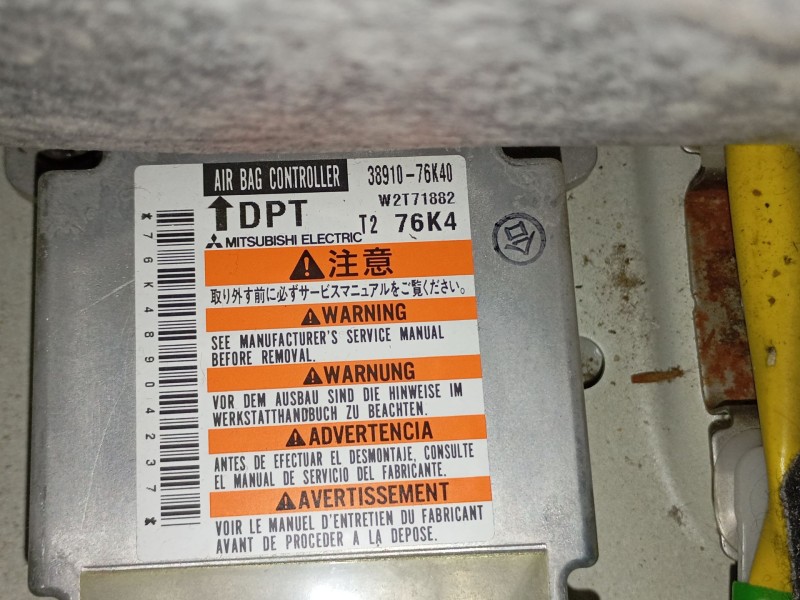 AIR BAG CONTROLLER 38910-76K40
W2T71882
↑DPT T2 76K4
MITSUBISHI ELECTRIC
合
注意
取り外す前に必ずサービスマニュアルをご覧ください。
WARNING
SEE MANUFACTURER'S SERVICE MANUAL
BEFORE REMOVAL.
WARNUNG
VOR DEM AUSBAU SIND DIE HINWEISE IM
WERKSTATTHANDBUCH ZU BEACHTEN.
ADVERTENCIA
ANTES DE EFECTUAR EL DESMONTAJE, CONSULTE
EL MANUAL DE SERVICIO DEL FABRICANTE.
AVERTISSEMENT
VOIR LE MANUEL D'ENTRETIEN DU FABRICANT
AVANT DE PROCEDER A LA DEPOSE.
*76K48904237*